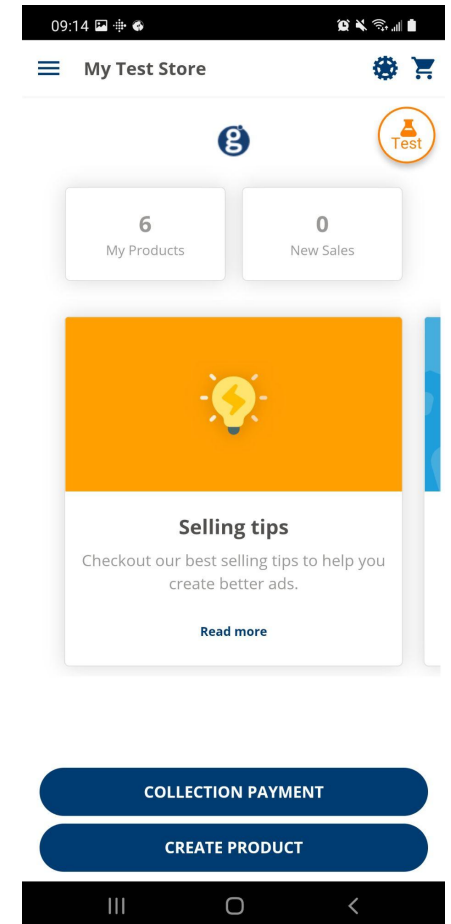 09:14
My Test Store
g
Test
6
My Products
0
New Sales
Selling tips
Checkout our best selling tips to help you
create better ads.
Read more
COLLECTION PAYMENT
CREATE PRODUCT